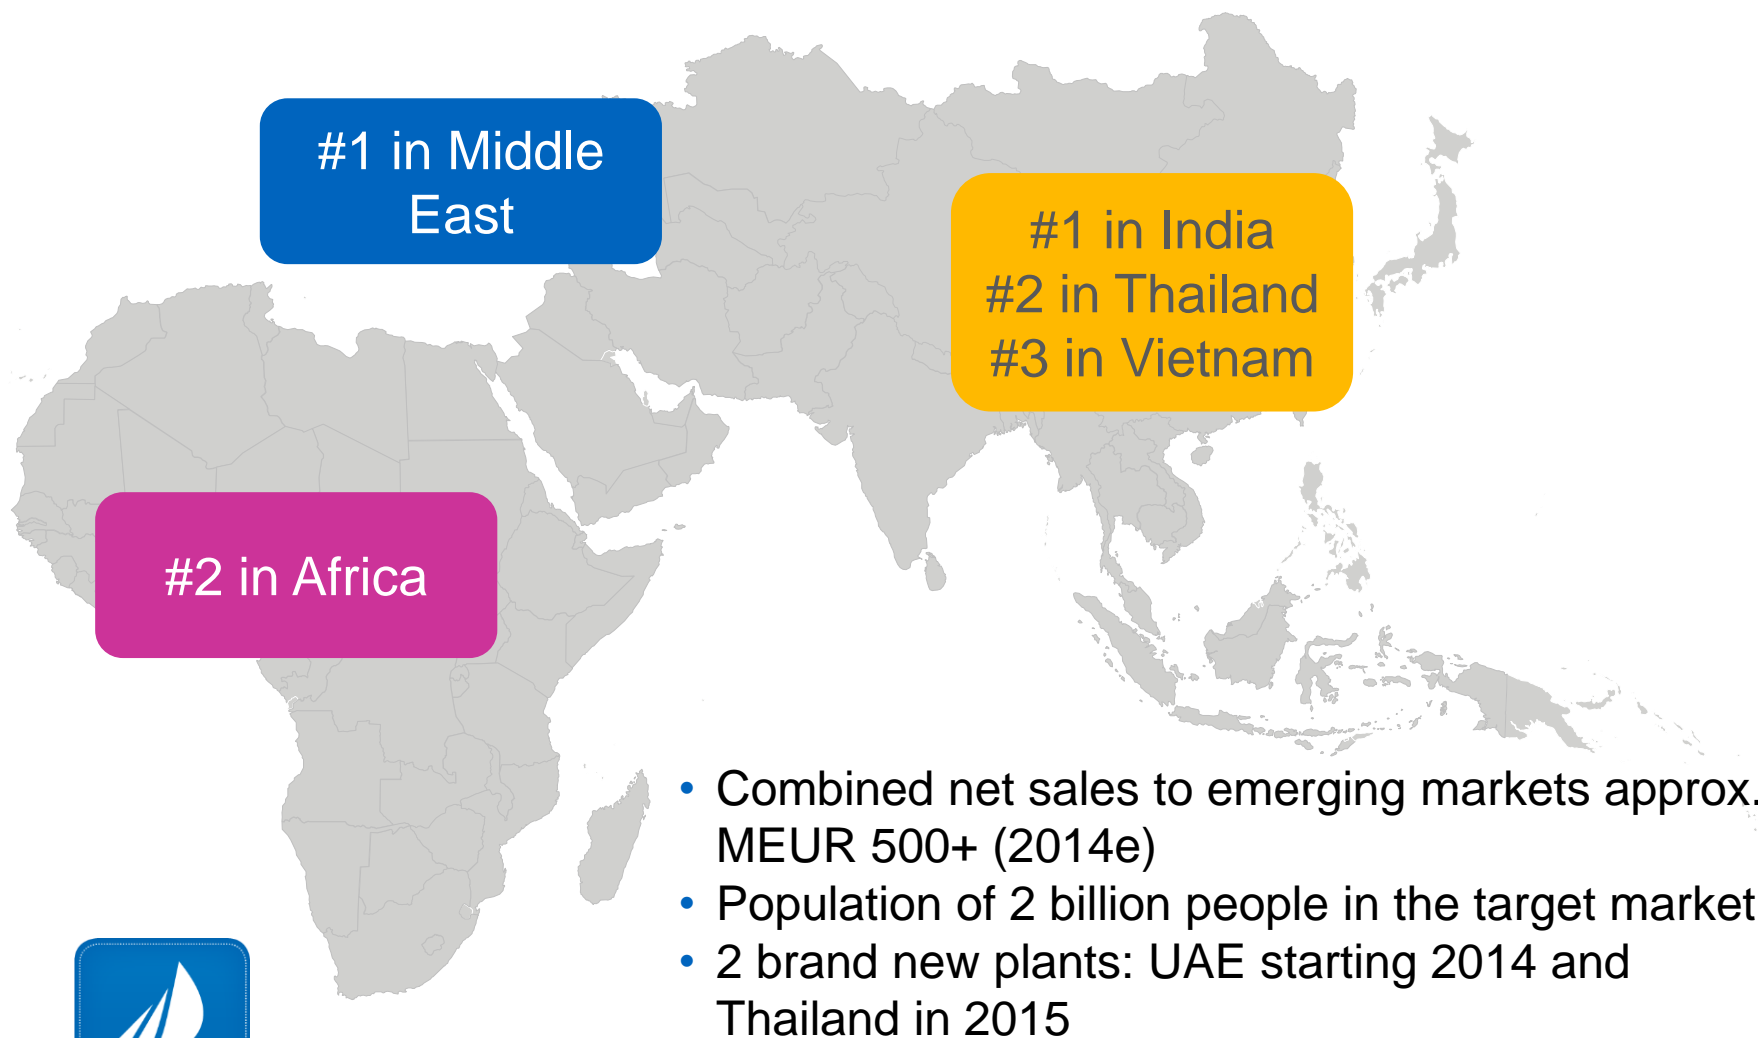 #1 in Middle
East
#1 in India
#2 in Thailand
#3 in Vietnam
#2 in Africa
• Combined net sales to emerging markets approx.
MEUR 500+ (2014e)
• Population of 2 billion people in the target market
• 2 brand new plants: UAE starting 2014 and
Thailand in 2015